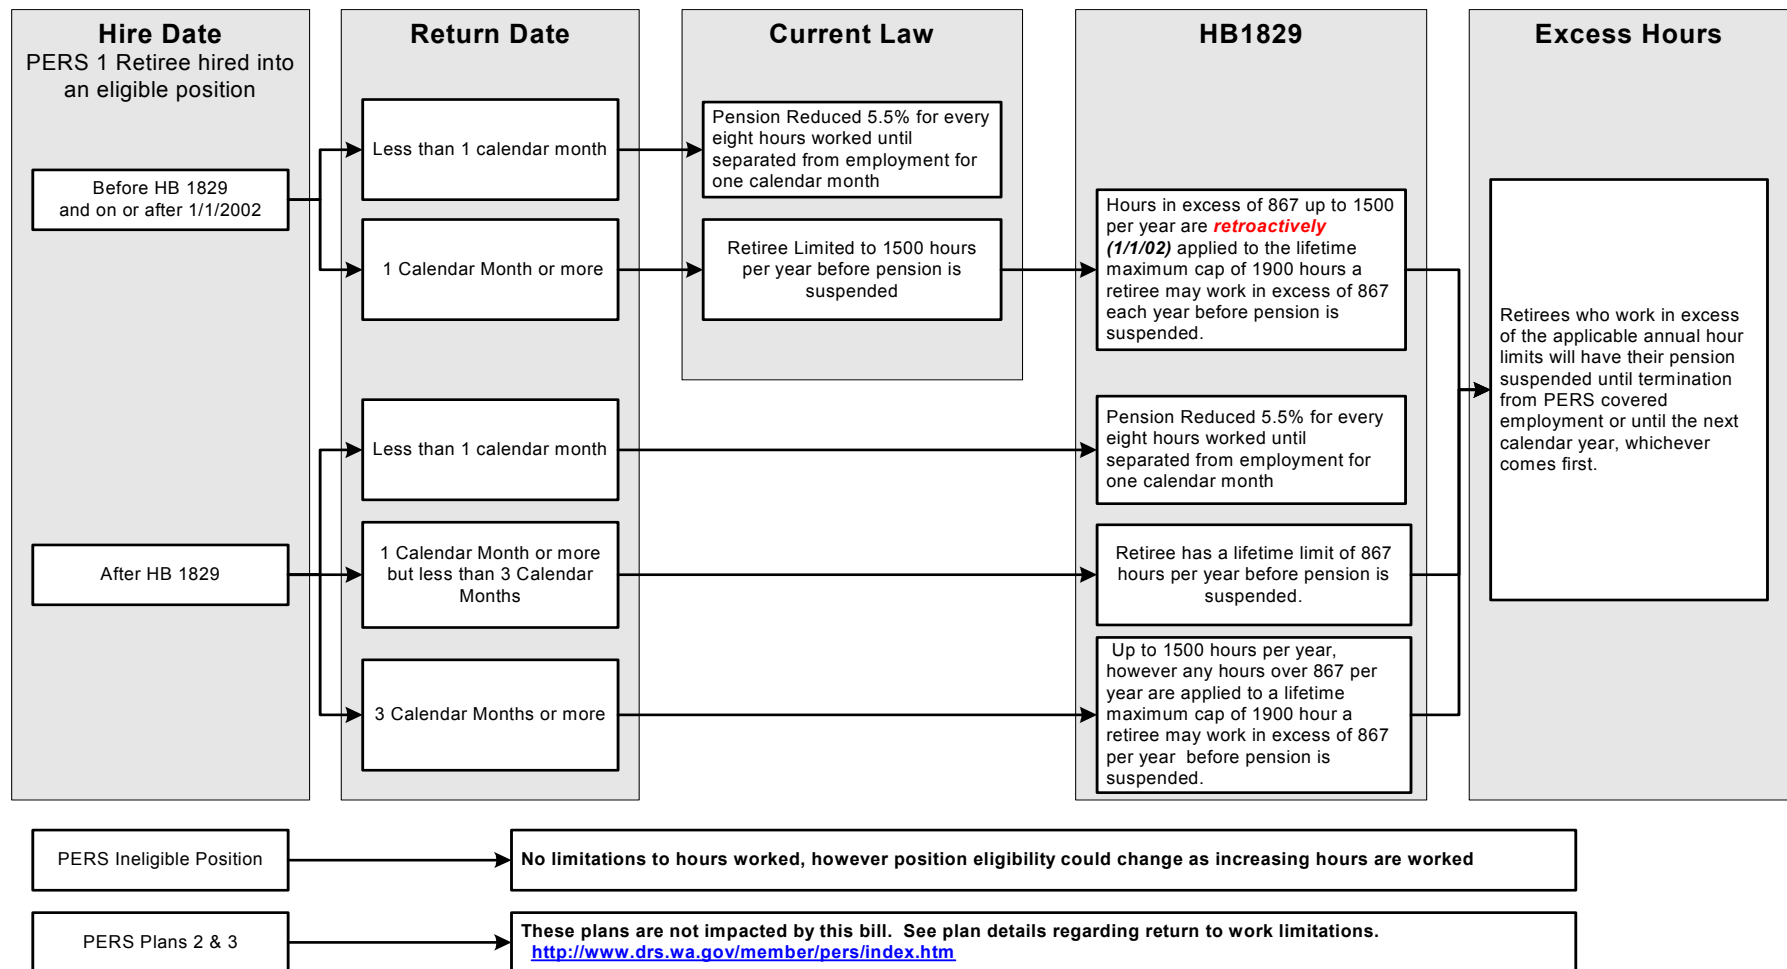 Hire Date
PERS 1 Retiree hired into
an eligible position
Return Date
Current Law
HB1829
Excess Hours
Before HB 1829
and on or after 1/1/2002
Less than 1 calendar month
Pension Reduced 5.5% for every
eight hours worked until
separated from employment for
one calendar month
1 Calendar Month or more
Retiree Limited to 1500 hours
per year before pension is
suspended
Hours in excess of 867 up to 1500
per year are retroactively
(1/1/02) applied to the lifetime
maximum cap of 1900 hours a
retiree may work in excess of 867
each year before pension is
suspended.
Retirees who work in excess
of the applicable annual hour
limits will have their pension
suspended until termination
from PERS covered
employment or until the next
calendar year, whichever
comes first.
After HB 1829
Less than 1 calendar month
Pension Reduced 5.5% for every
eight hours worked until
separated from employment for
one calendar month
1 Calendar Month or more
but less than 3 Calendar
Months
Retiree has a lifetime limit of 867
hours per year before pension is
suspended.
3 Calendar Months or more
Up to 1500 hours per year,
however any hours over 867 per
year are applied to a lifetime
maximum cap of 1900 hour a
retiree may work in excess of 867
per year before pension is
suspended.
PERS Ineligible Position
No limitations to hours worked, however position eligibility could change as increasing hours are worked
PERS Plans 2 & 3
These plans are not impacted by this bill. See plan details regarding return to work limitations.
http://www.drs.wa.gov/member/pers/index.htm